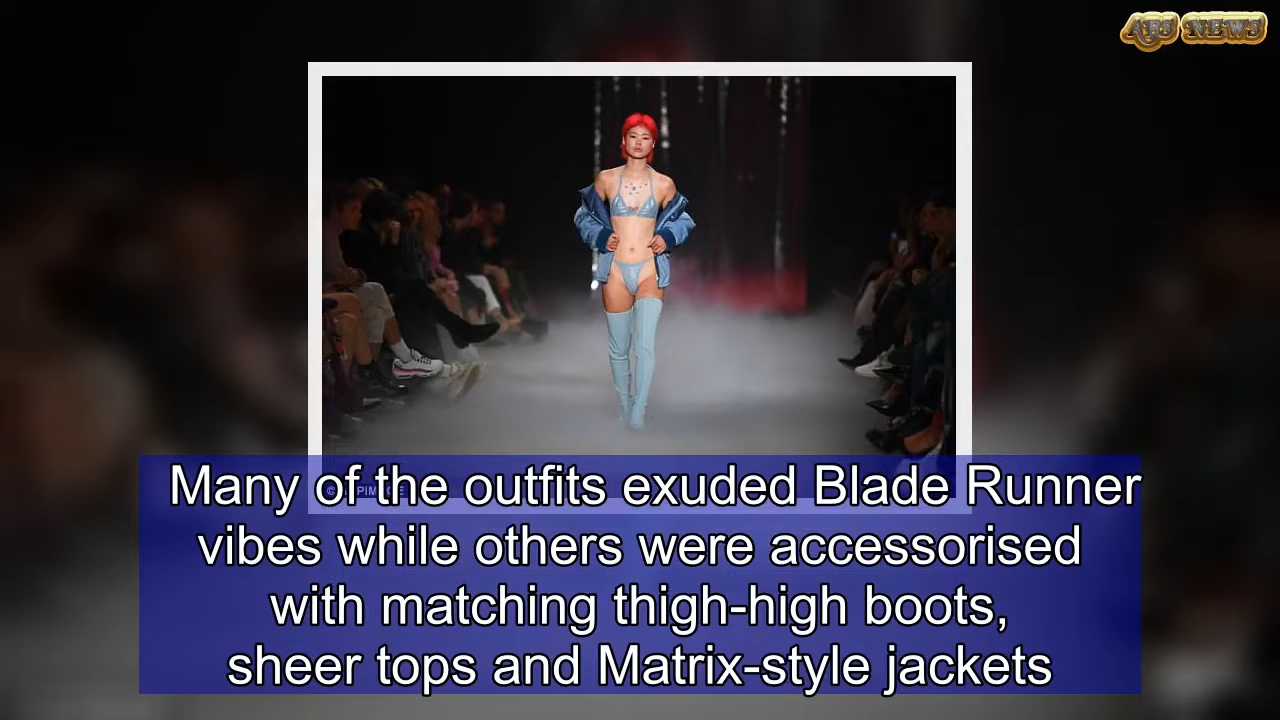 ABS NEWS
Many of the outfits exuded Blade Runner
vibes while others were accessorised
with matching thigh-high boots,
sheer tops and Matrix-style jackets